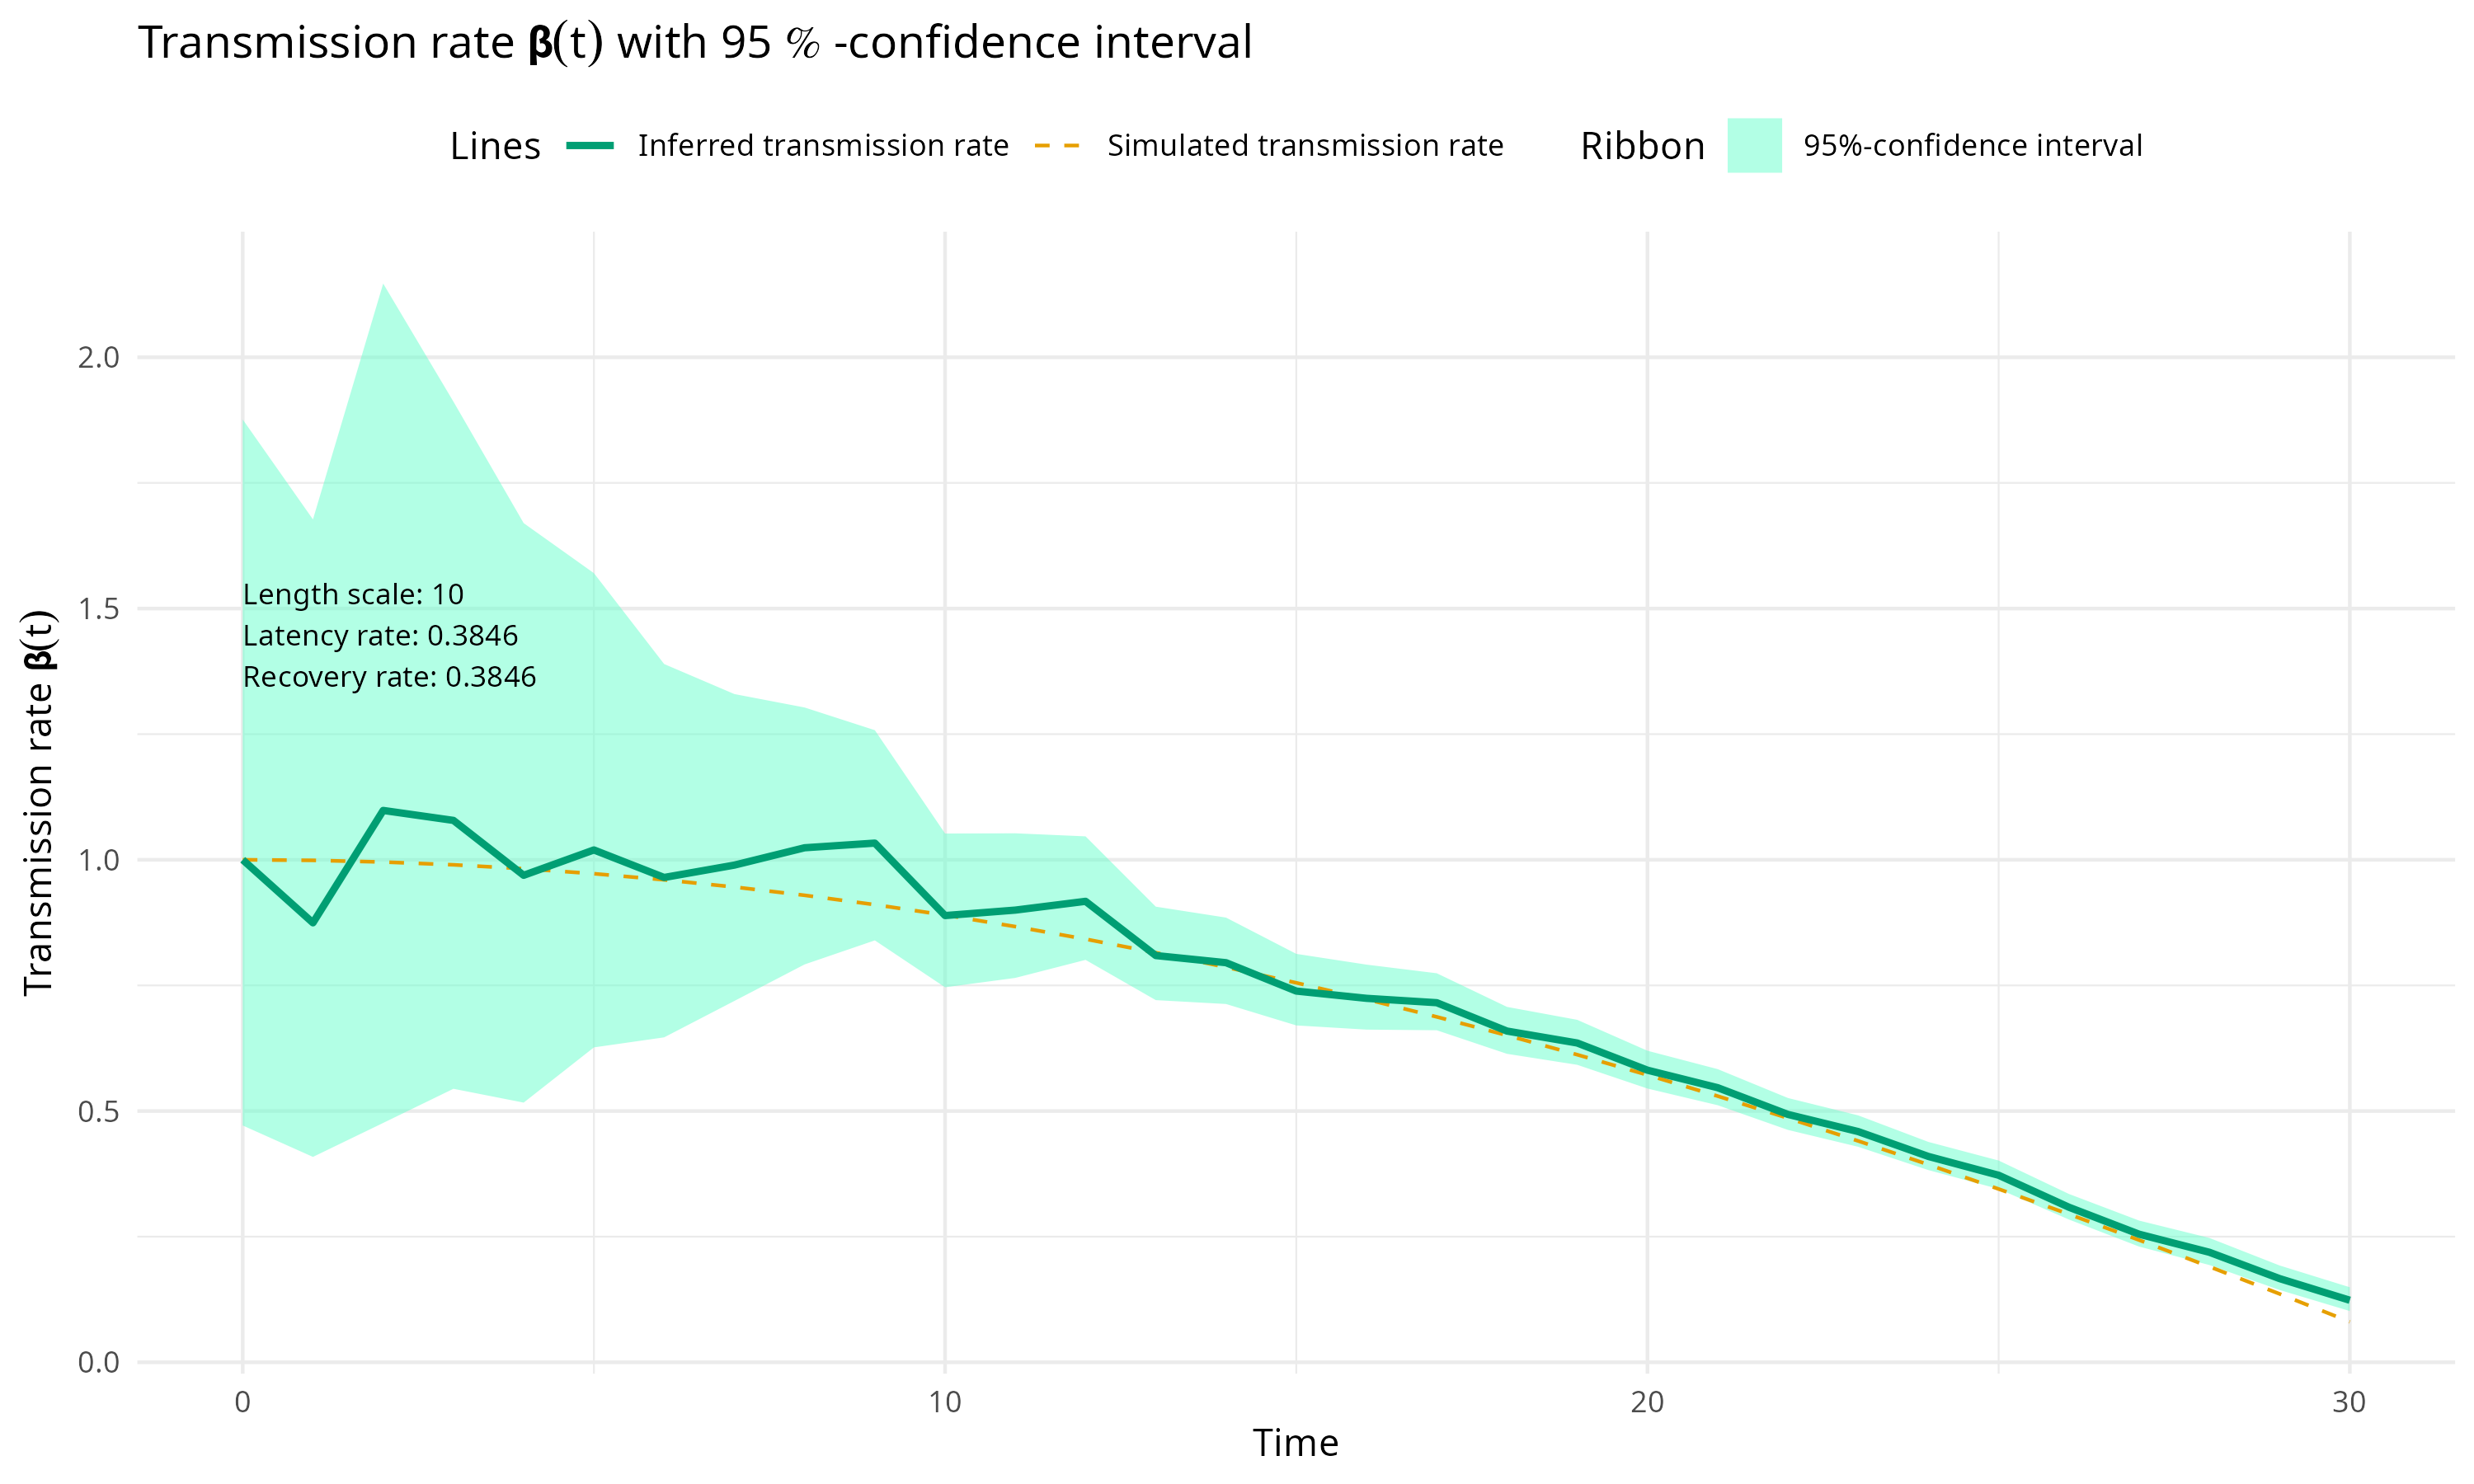 Transmission rate β(t) with 95 % -confidence interval
Lines Inferred transmission rate Simulated transmission rate Ribbon 95%-confidence interval
Transmission rate β(t)
2.0
1.5
1.0
0.5
0.0
Length scale: 10
Latency rate: 0.3846
Recovery rate: 0.3846
0 10 20 30
Time